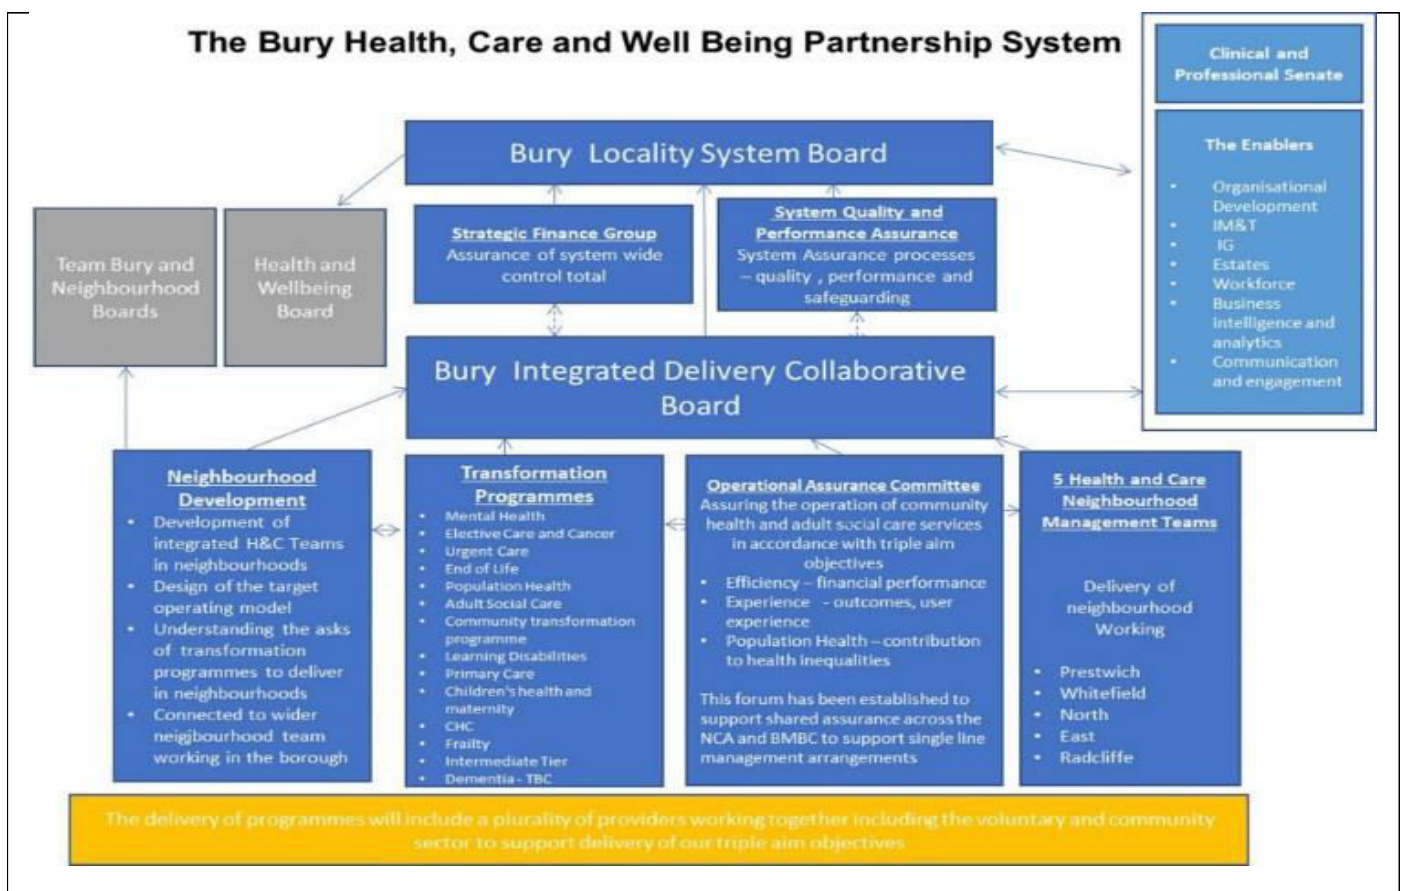 The Bury Health, Care and Well Being Partnership System
Clinical and
Professional Senate
The Enablers
• Organisational
Development
• IM&T
• IG
• Estates
• Workforce
• Business
Intelligence and
analytics
• Communication
and engagement
Bury Locality System Board
Team Bury and
Neighbourhood
Boards
Health and
Wellbeing
Board
Strategic Finance Group
Assurance of system wide
control total
System Quality and
Performance Assurance
System Assurance processes
– quality , performance and
safeguarding
Bury Integrated Delivery Collaborative
Board
Neighbourhood
Development
• Development of
integrated H&C Teams
in neighbourhoods
• Design of the target
operating model
• Understanding the asks
of transformation
programmes to deliver
in neighbourhoods
• Connected to wider
neigjbourhood team
working in the borough
Transformation
Programmes
• Mental Health
• Elective Care and Cancer
• Urgent Care
• End of Life
• Population Health
• Adult Social Care
• Community transformation
programme
• Learning Disabilities
• Primary Care
• Children's health and
maternity
• CHC
• Frailty
• Intermediate Tier
• Dementia - TBC
Operational Assurance Committee
Assuring the operation of community
health and adult social care services
in accordance with triple aim
objectives
• Efficiency – financial performance
• Experience - outcomes, user
experience
• Population Health – contribution
to health inequalities
This forum has been established to
support shared assurance across the
NCA and BMBC to support single line
management arrangements
5 Health and Care
Neighbourhood
Management Teams
Delivery of
neighbourhood
Working
• Prestwich
• Whitefield
• North
• East
• Radcliffe
The delivery of programmes will include a plurality of providers working together including the voluntary and community
sector to support delivery of our triple aim objectives